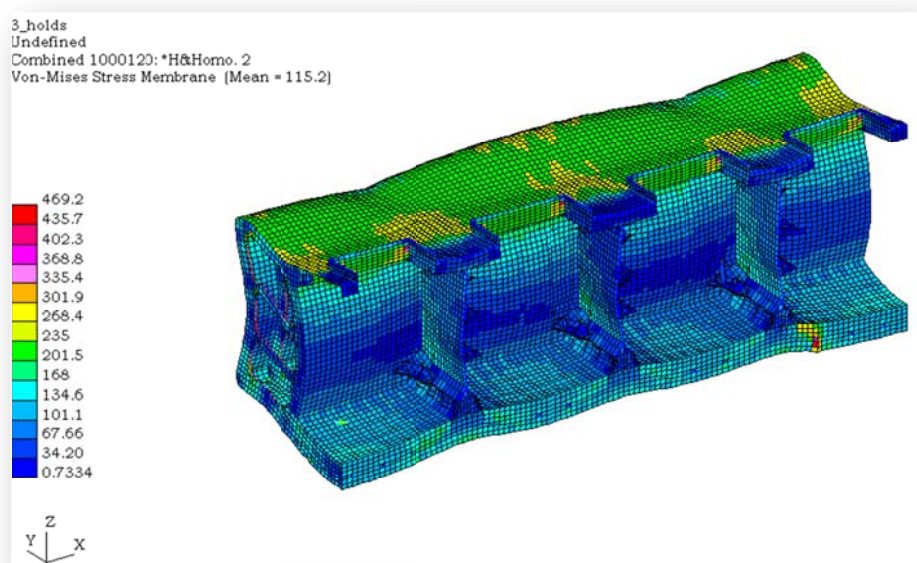 3_holds
Undefined
Combined 1000120: *H&Homo. 2
Von-Mises Stress Membrane (Mean = 115.2)
469.2
435.7
402.3
368.8
335.4
301.9
268.4
235
201.5
168
134.6
101.1
67.66
34.20
0.7334
Z
Y
X